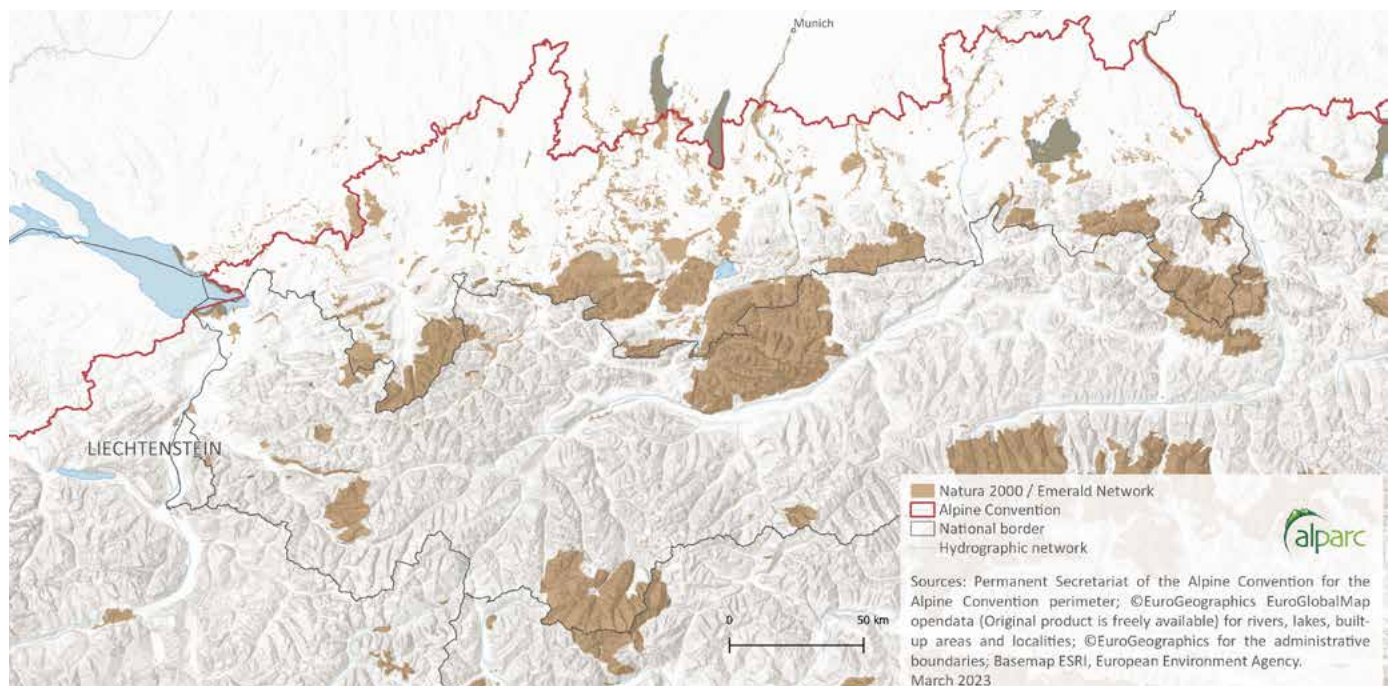 Munich
LIECHTENSTEIN
Natura 2000 / Emerald Network
Alpine Convention
National border
Hydrographic network
alparc
Sources: Permanent Secretariat of the Alpine Convention for the
Alpine Convention perimeter; ©EuroGeographics EuroGlobalMap
opendata (Original product is freely available) for rivers, lakes, built-
up areas and localities; ©EuroGeographics for the administrative
boundaries; Basemap ESRI, European Environment Agency.
March 2023
0 50 km